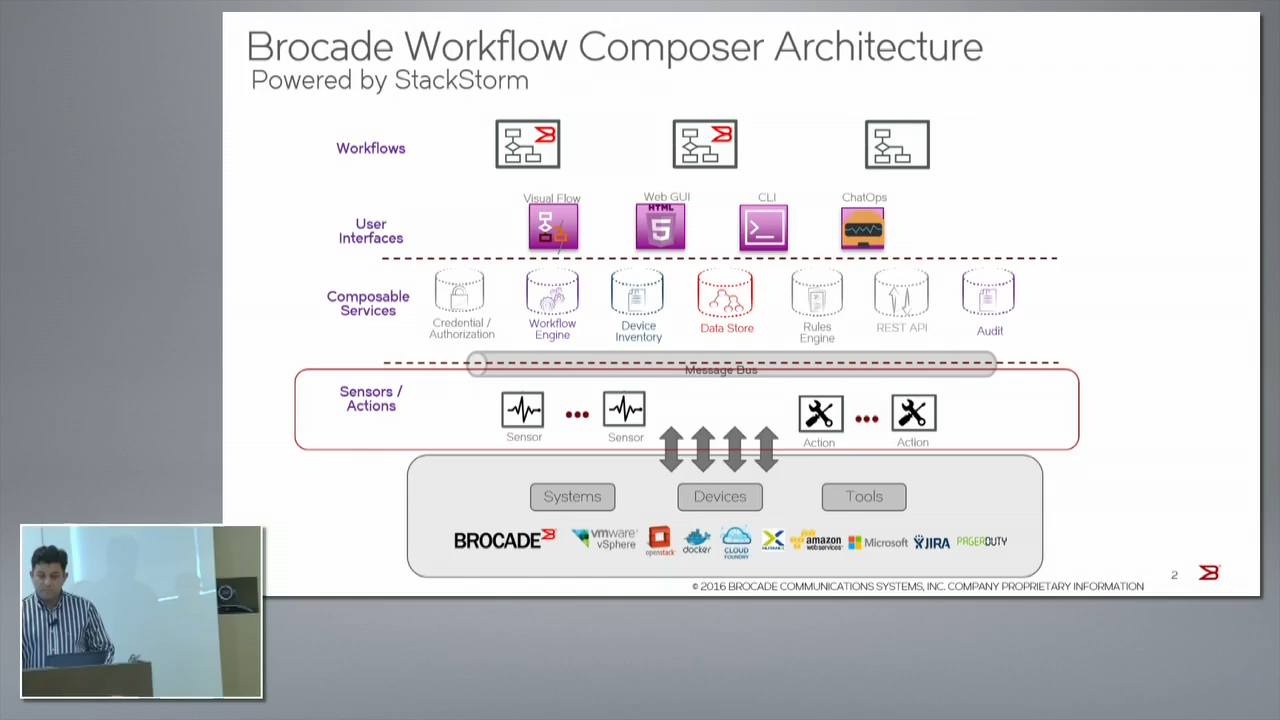 Brocade Workflow Composer Architecture
Powered by StackStorm
Workflows
Visual Flow
Web GUI
CLI
ChatOps
HTML
5
User
Interfaces
Composable
Services
Credential /
Authorization
Workflow
Engine
Device
Inventory
Data Store
Rules
Engine
REST API
Audit
Message Bus
Sensors /
Actions
Sensor
Sensor
Action
Action
Systems
Devices
Tools
BROCADE
vmware
vSphere
openstack
docker
CLOUD
FOUNDRY
amazon
web services
Microsoft
JIRA
PAGERDUTY
2
© 2016 BROCADE COMMUNICATIONS SYSTEMS, INC. COMPANY PROPRIETARY INFORMATION